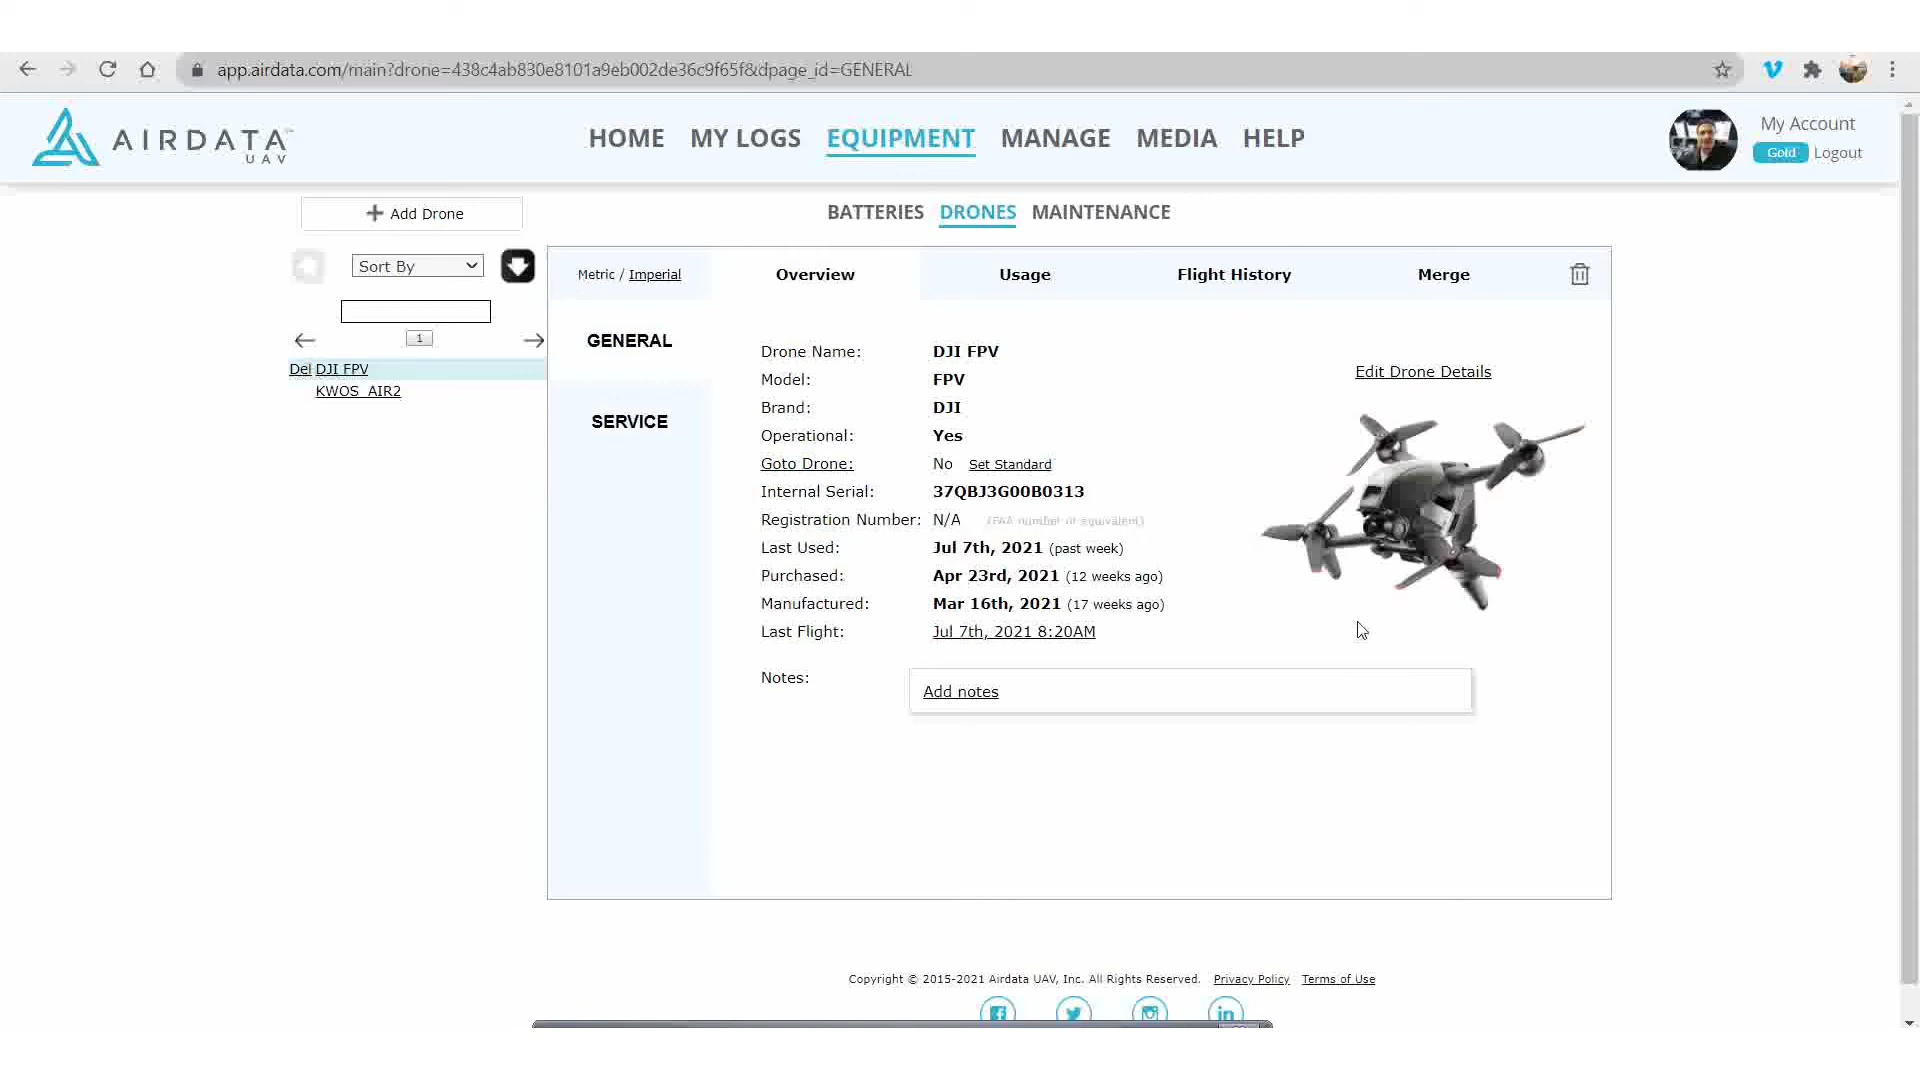 app.airdata.com/main?drone=438c4ab830e8101a9eb002de36c9f65f&dpage_id=GENERAL
AIRDATA UAV
HOME MY LOGS EQUIPMENT MANAGE MEDIA HELP
My Account
Gold Logout
+ Add Drone
BATTERIES DRONES MAINTENANCE
Sort By
Metric / Imperial
Overview Usage Flight History Merge
1
Del DJI FPV
KWOS_AIR2
GENERAL
SERVICE
Drone Name: DJI FPV
Edit Drone Details
Model: FPV
Brand: DJI
Operational: Yes
Goto Drone: No Set Standard
Internal Serial: 37QBJ3G00B0313
Registration Number: N/A (FAA number or equivalent)
Last Used: Jul 7th, 2021 (past week)
Purchased: Apr 23rd, 2021 (12 weeks ago)
Manufactured: Mar 16th, 2021 (17 weeks ago)
Last Flight: Jul 7th, 2021 8:20AM
Notes: Add notes
Copyright © 2015-2021 Airdata UAV, Inc. All Rights Reserved. Privacy Policy Terms of Use